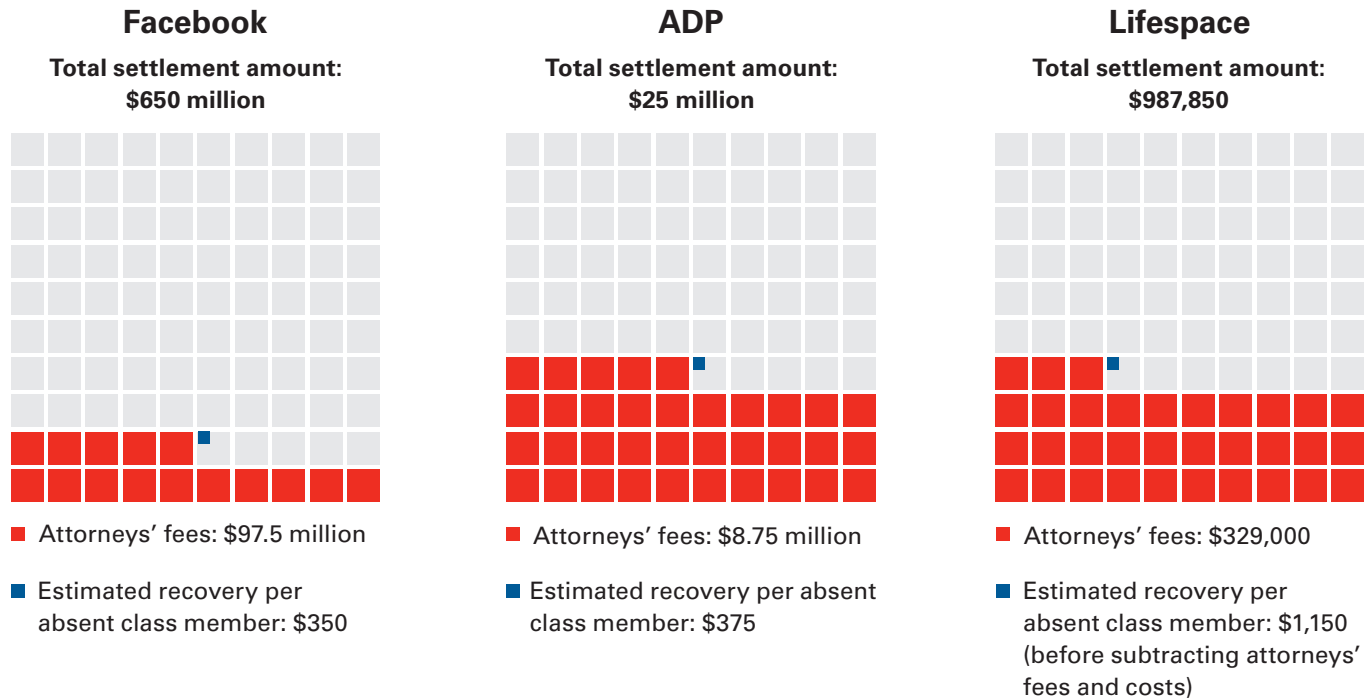 Facebook
Total settlement amount:
$650 million
Attorneys’ fees: $97.5 million
Estimated recovery per
absent class member: $350
ADP
Total settlement amount:
$25 million
Attorneys’ fees: $8.75 million
Estimated recovery per absent
class member: $375
Lifespace
Total settlement amount:
$987,850
Attorneys’ fees: $329,000
Estimated recovery per
absent class member: $1,150
(before subtracting attorneys’
fees and costs)